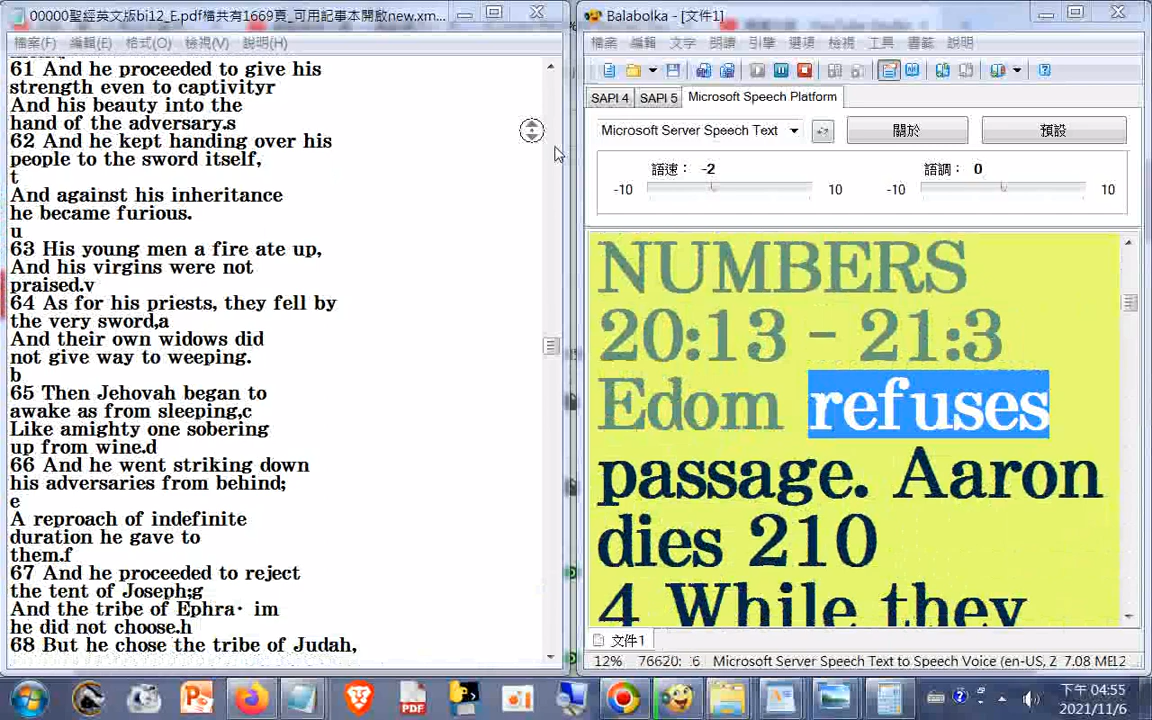 00000聖經英文版bi12_E.pdf檔共有1669頁_可用記事本開啟new.xm...
檔案(F) 編輯(E) 格式(O) 檢視(V) 說明(H)
61 And he proceeded to give his
strength even to captivityr
And his beauty into the
hand of the adversary.s
62 And he kept handing over his
people to the sword itself,
t
And against his inheritance
he became furious.
u
63 His young men a fire ate up,
And his virgins were not
praised.v
64 As for his priests, they fell by
the very sword,a
And their own widows did
not give way to weeping.
b
65 Then Jehovah began to
awake as from sleeping,c
Like amighty one sobering
up from wine.d
66 And he went striking down
his adversaries from behind;
e
A reproach of indefinite
duration he gave to
them.f
67 And he proceeded to reject
the tent of Joseph;g
And the tribe of Ephra· im
he did not choose.h
68 But he chose the tribe of Judah,
Balabolka - [文件1]
檔案 編輯 文字 朗讀 引擎 選項 檢視 工具 書籤 說明
SAPI 4 SAPI 5 Microsoft Speech Platform
Microsoft Server Speech Text 關於 預設
語速： -2 語調： 0
-10 10 -10 10
NUMBERS
20:13 - 21:3
Edom refuses
passage. Aaron
dies 210
4 While they
文件1
12% 76620: :6 Microsoft Server Speech Text to Speech Voice (en-US, Z 7.08 ME12
PDF
下午 04:55
2021/11/6